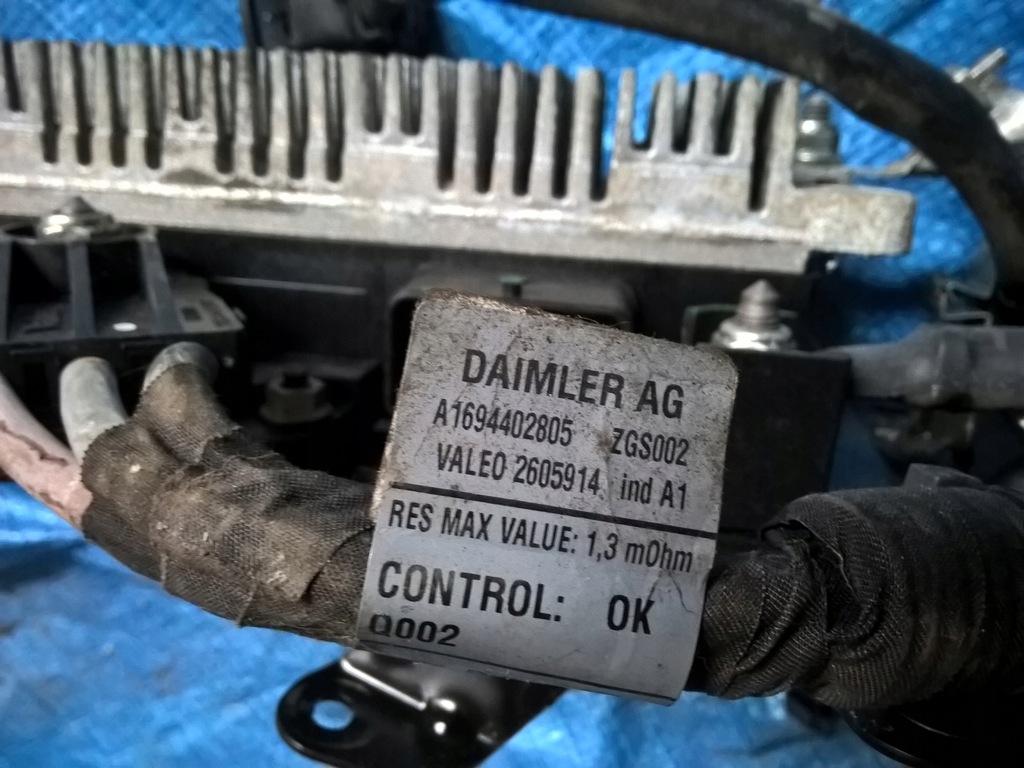 DAIMLER AG
A1694402805 ZGS002
VALEO 2605914 ind A1
RES MAX VALUE: 1,3 mOhm
CONTROL: OK
Q002